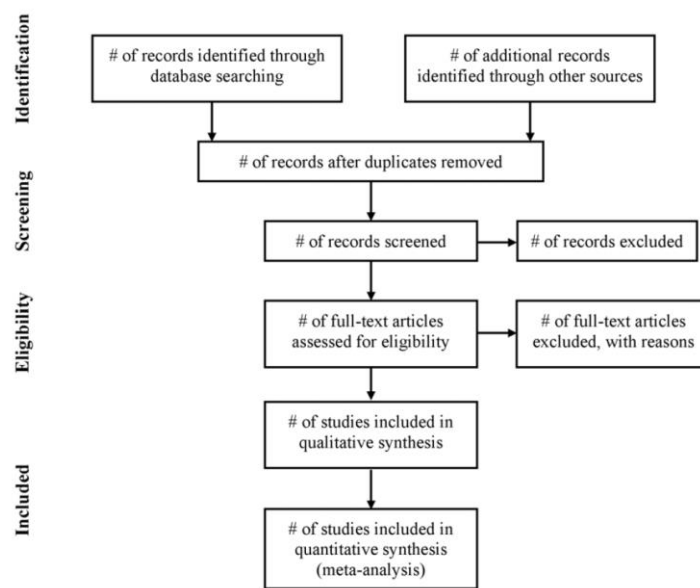 Identification
# of records identified through
database searching
# of additional records
identified through other sources
# of records after duplicates removed
Screening
# of records screened
# of records excluded
Eligibility
# of full-text articles
assessed for eligibility
# of full-text articles
excluded, with reasons
Included
# of studies included in
qualitative synthesis
# of studies included in
quantitative synthesis
(meta-analysis)